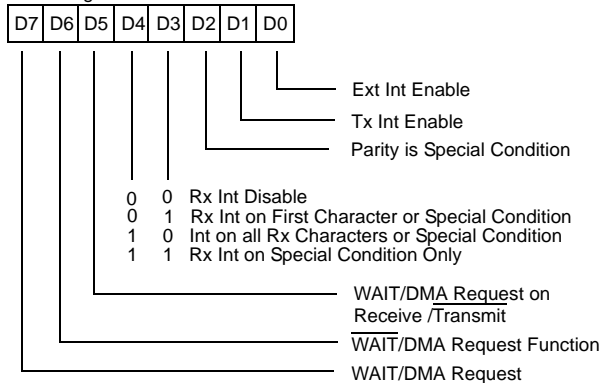 D7 D6 D5 D4 D3 D2 D1 D0
Ext Int Enable
Tx Int Enable
Parity is Special Condition
0 0 Rx Int Disable
0 1 Rx Int on First Character or Special Condition
1 0 Int on all Rx Characters or Special Condition
1 1 Rx Int on Special Condition Only
WAIT/DMA Request on
Receive /Transmit
WAIT/DMA Request Function
WAIT/DMA Request